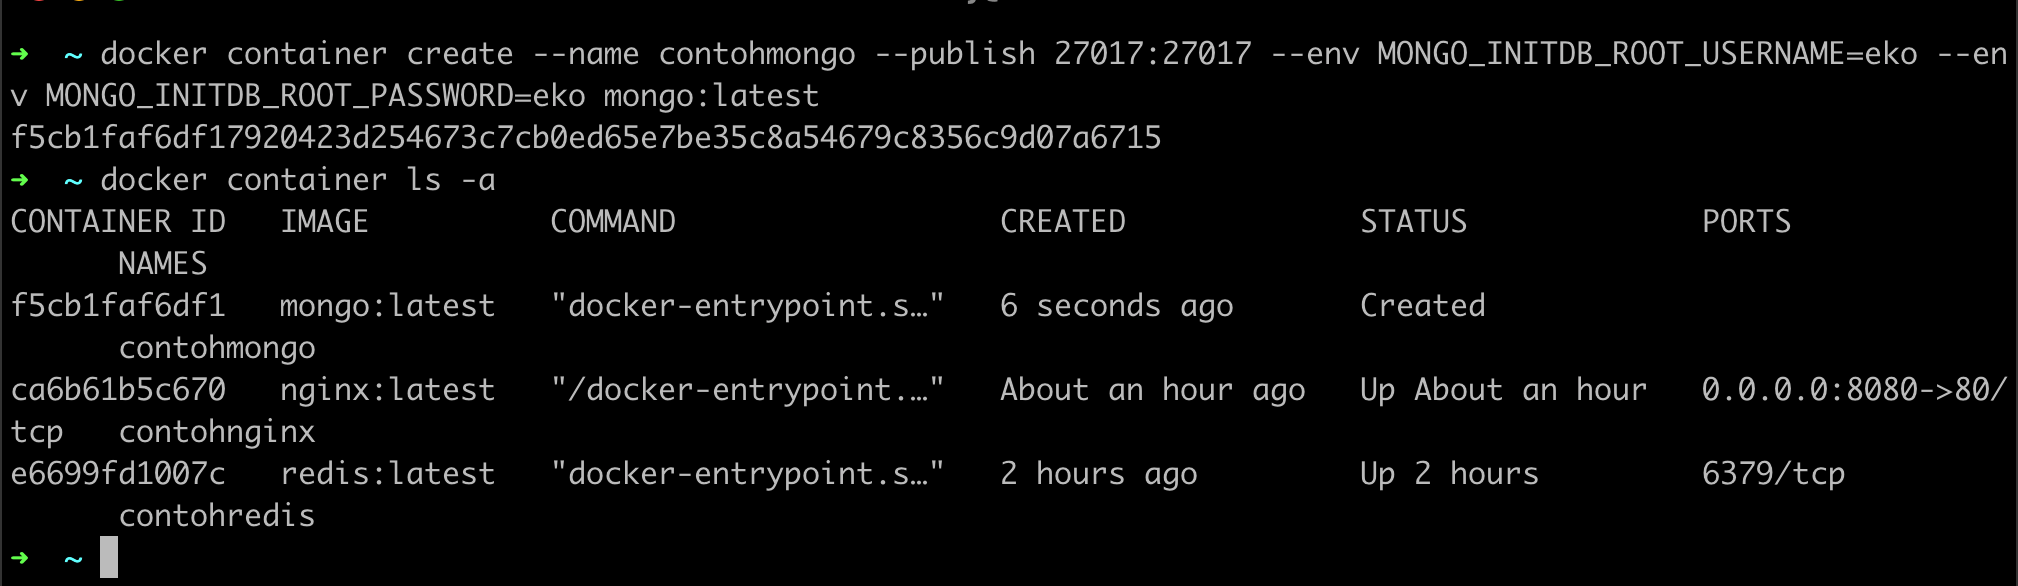 ➜  ~ docker container create --name contohmongo --publish 27017:27017 --env MONGO_INITDB_ROOT_USERNAME=eko --en
v MONGO_INITDB_ROOT_PASSWORD=eko mongo:latest
f5cb1faf6df17920423d254673c7cb0ed65e7be35c8a54679c8356c9d07a6715
➜  ~ docker container ls -a
CONTAINER ID   IMAGE          COMMAND                  CREATED             STATUS             PORTS
      NAMES
f5cb1faf6df1   mongo:latest   "docker-entrypoint.s…"   6 seconds ago       Created
      contohmongo
ca6b61b5c670   nginx:latest   "/docker-entrypoint.…"   About an hour ago   Up About an hour   0.0.0.0:8080->80/
tcp   contohnginx
e6699fd1007c   redis:latest   "docker-entrypoint.s…"   2 hours ago         Up 2 hours         6379/tcp
      contohredis
➜  ~